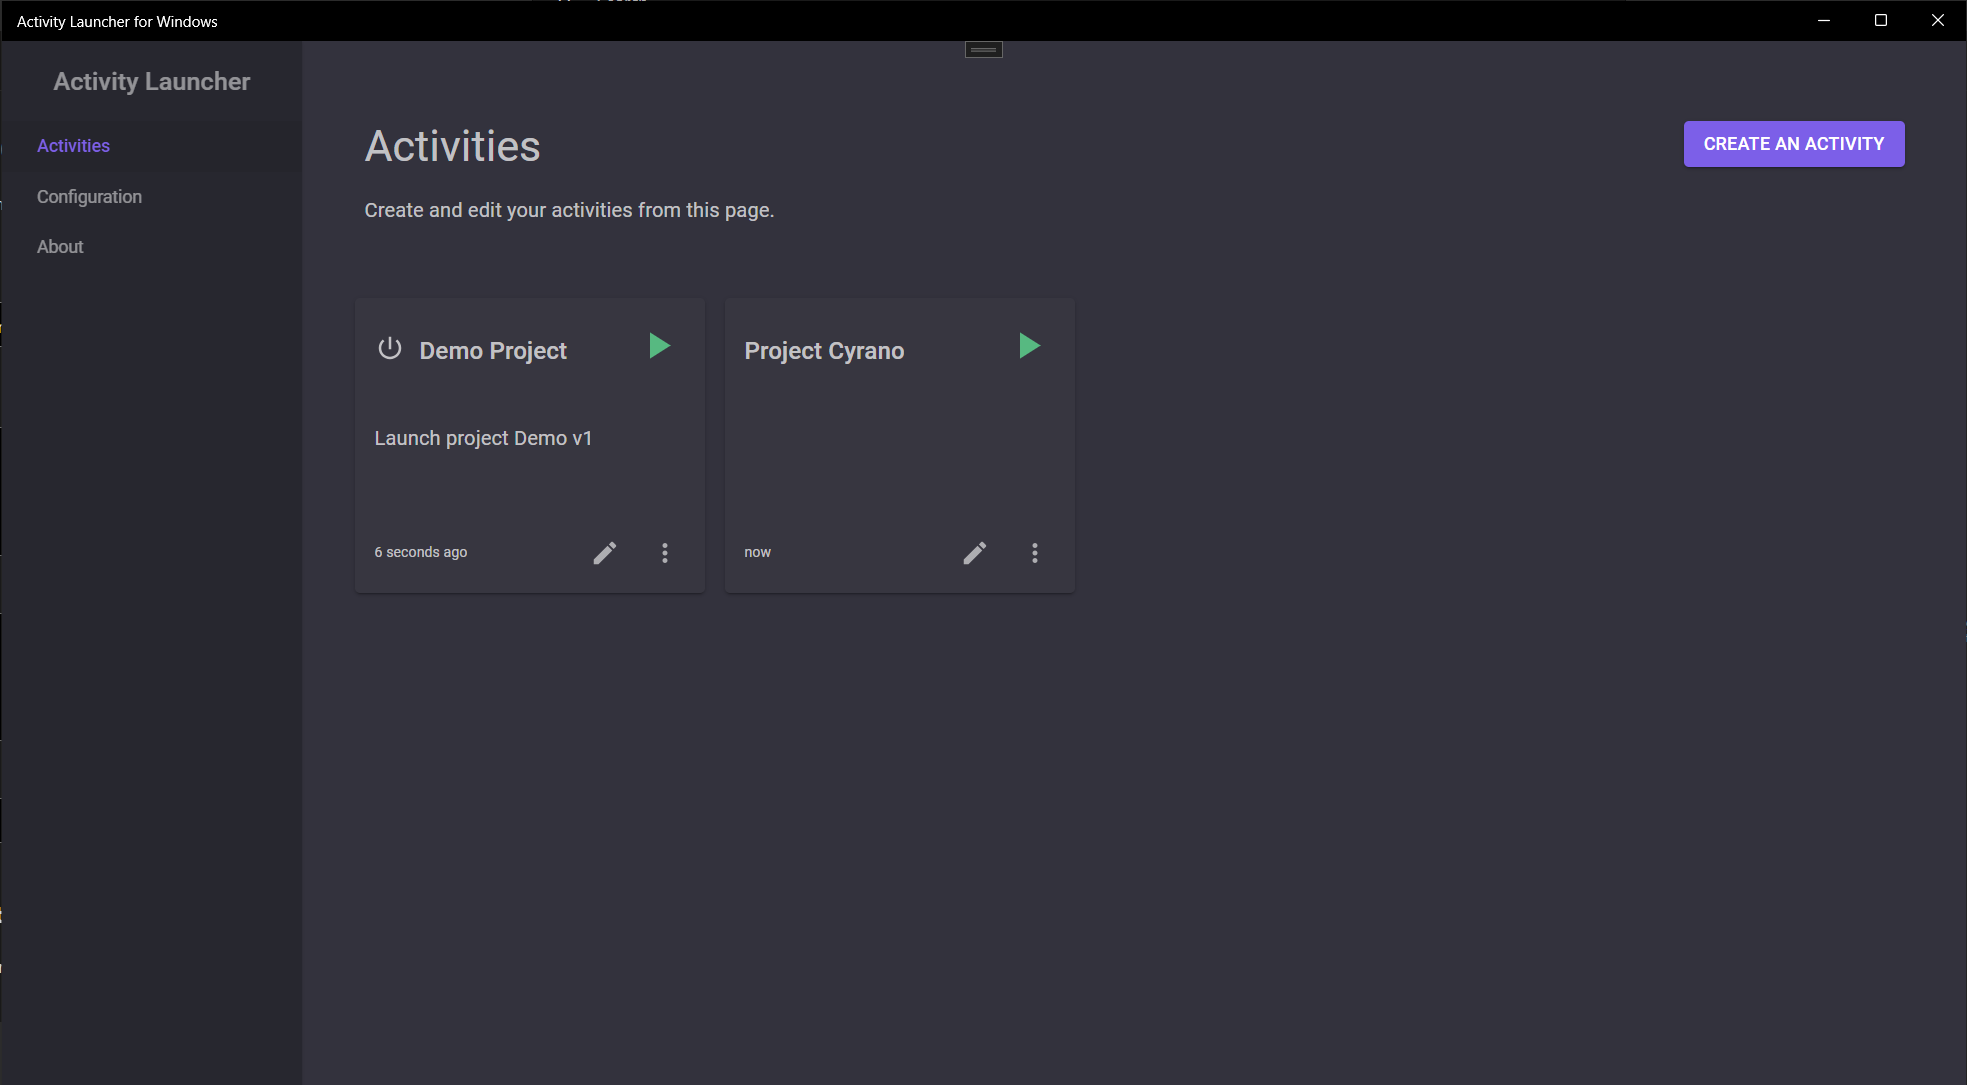 Activity Launcher for Windows
Activity Launcher
Activities
Configuration
About
Activities
CREATE AN ACTIVITY
Create and edit your activities from this page.
Demo Project
Launch project Demo v1
6 seconds ago
Project Cyrano
now